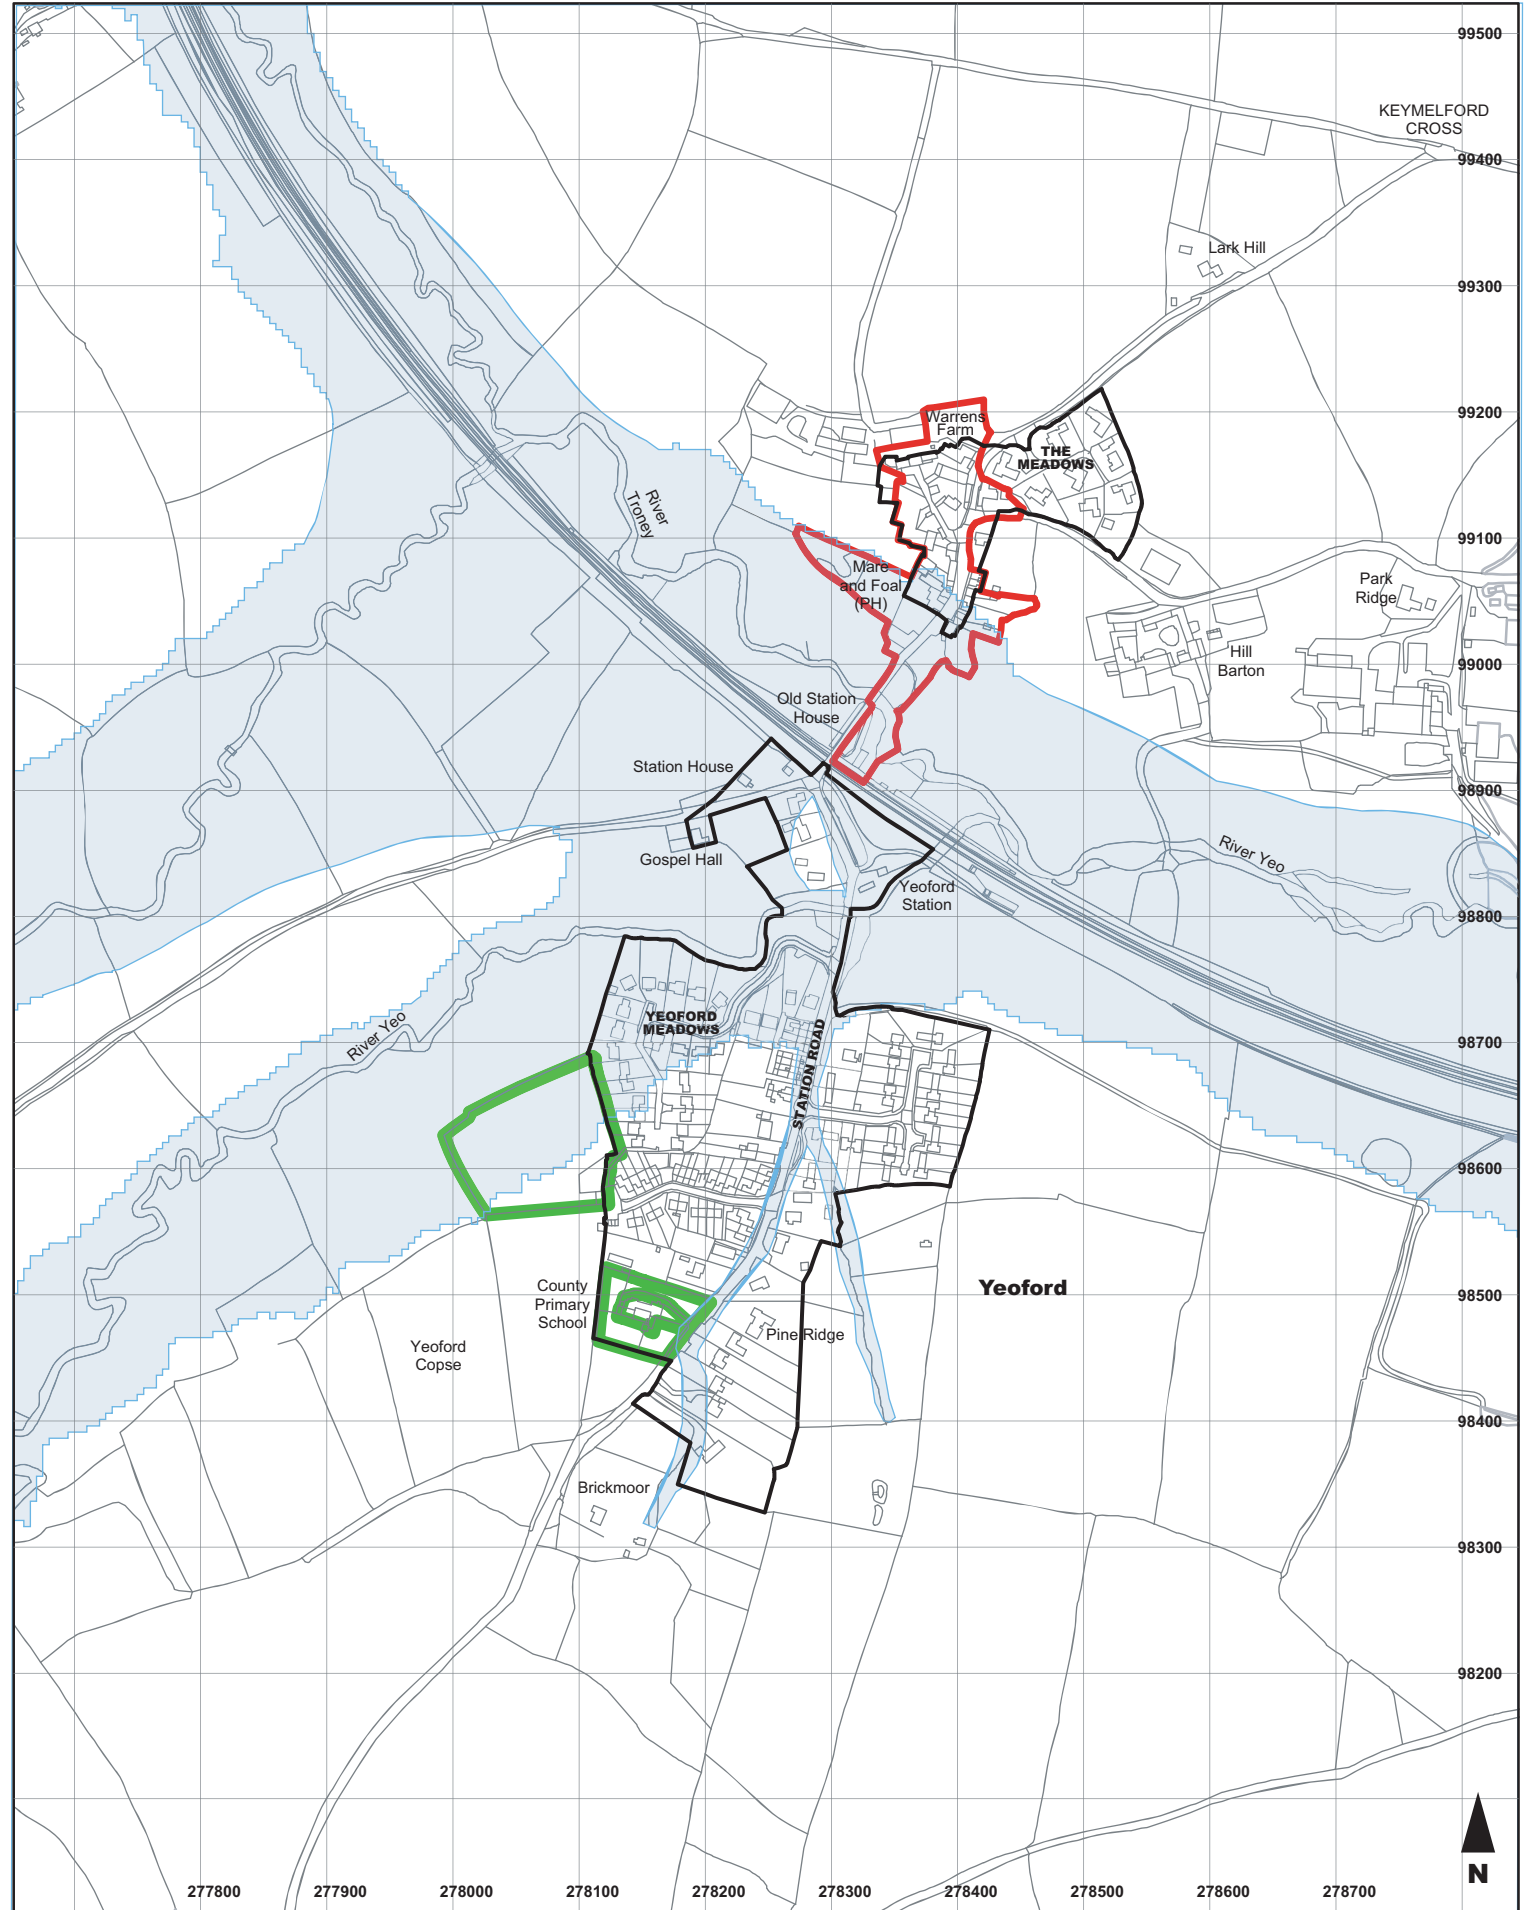 99500
KEYMELFORD
CROSS
99400
Lark Hill
99300
99200
Warrens
Farm
THE
MEADOWS
River
Troney
99100
Mare
and Foal
(PH)
Park
Ridge
Hill
Barton
99000
Old Station
House
Station House
98900
Gospel Hall
River Yeo
Yeoford
Station
98800
YEOFORD
MEADOWS
STATION ROAD
River Yeo
98700
98600
County
Primary
School
Yeoford
98500
Pine Ridge
Yeoford
Copse
98400
Brickmoor
98300
98200
N
277800
277900
278000
278100
278200
278300
278400
278500
278600
278700